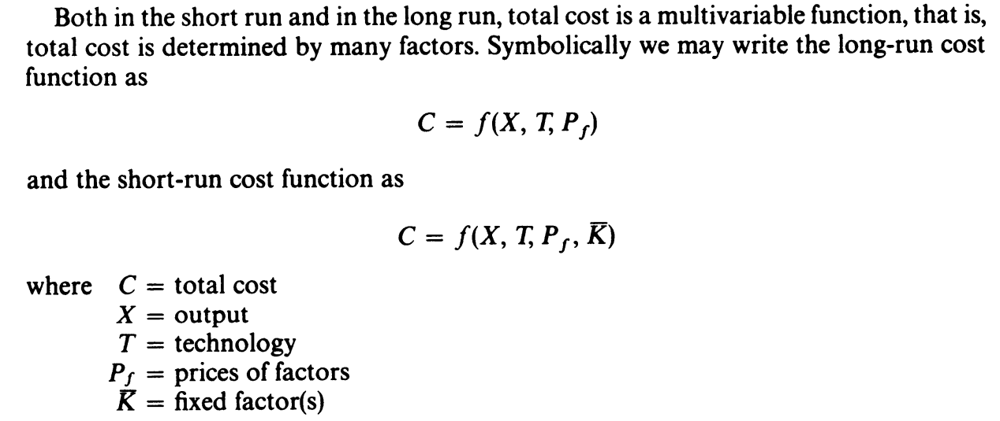 Both in the short run and in the long run, total cost is a multivariable function, that is,
total cost is determined by many factors. Symbolically we may write the long-run cost
function as
C = f(X, T, P_f)
and the short-run cost function as
C = f(X, T, P_f, K̅)
where C = total cost
X = output
T = technology
P_f = prices of factors
K̅ = fixed factor(s)